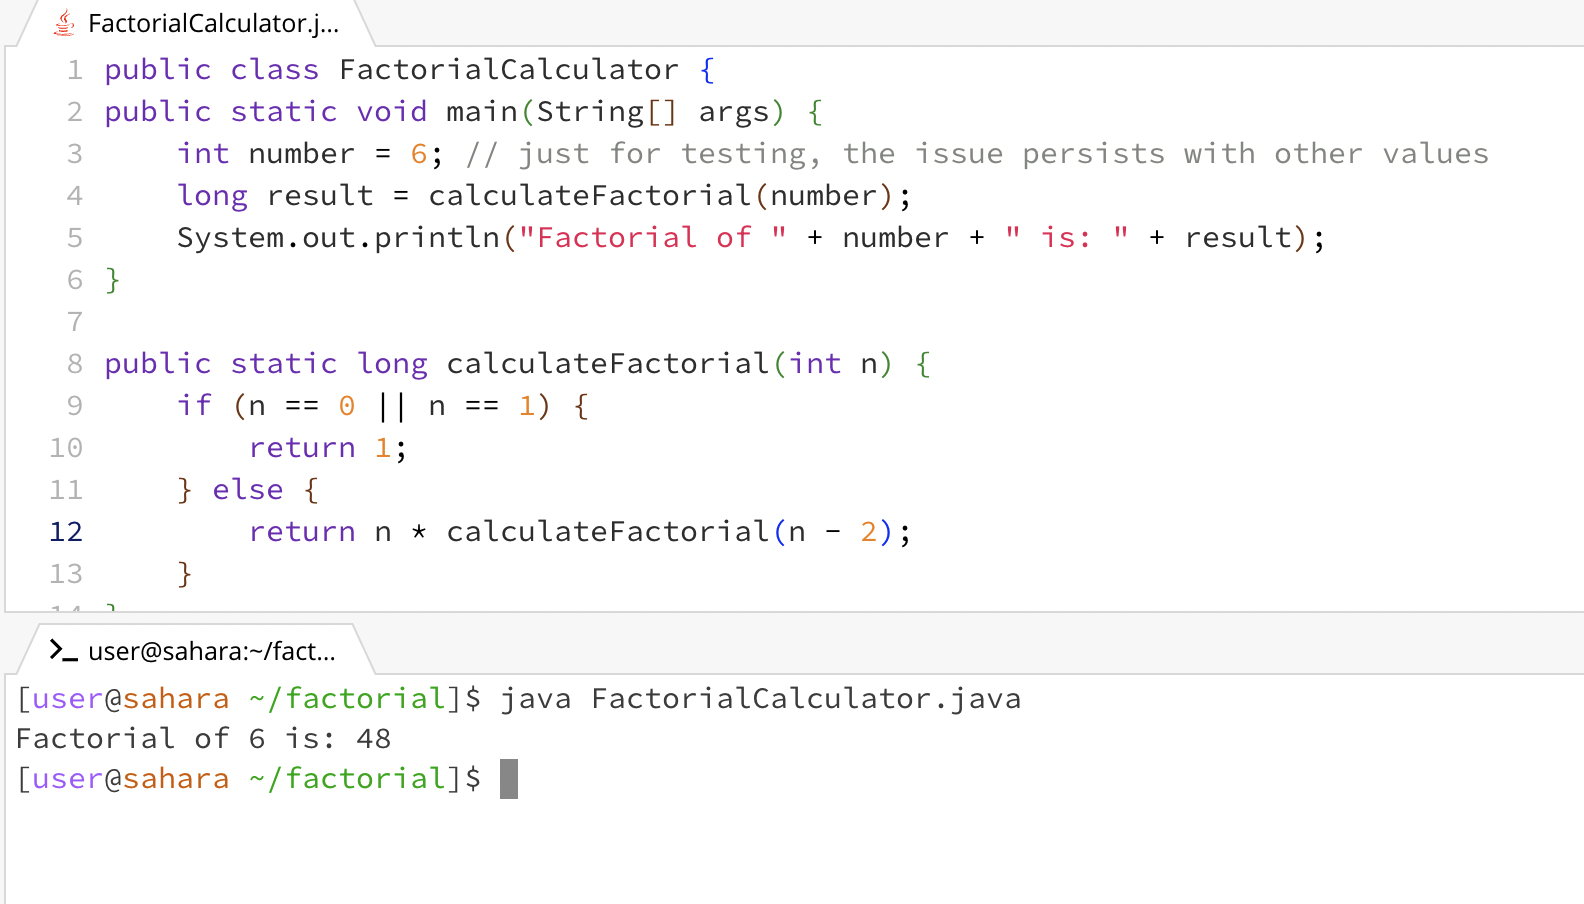 FactorialCalculator.j...
1 public class FactorialCalculator {
2 public static void main(String[] args) {
3     int number = 6; // just for testing, the issue persists with other values
4     long result = calculateFactorial(number);
5     System.out.println("Factorial of " + number + " is: " + result);
6 }
7
8 public static long calculateFactorial(int n) {
9     if (n == 0 || n == 1) {
10         return 1;
11     } else {
12         return n * calculateFactorial(n - 2);
13     }
14 }
user@sahara:~/fact...
[user@sahara ~/factorial]$ java FactorialCalculator.java
Factorial of 6 is: 48
[user@sahara ~/factorial]$